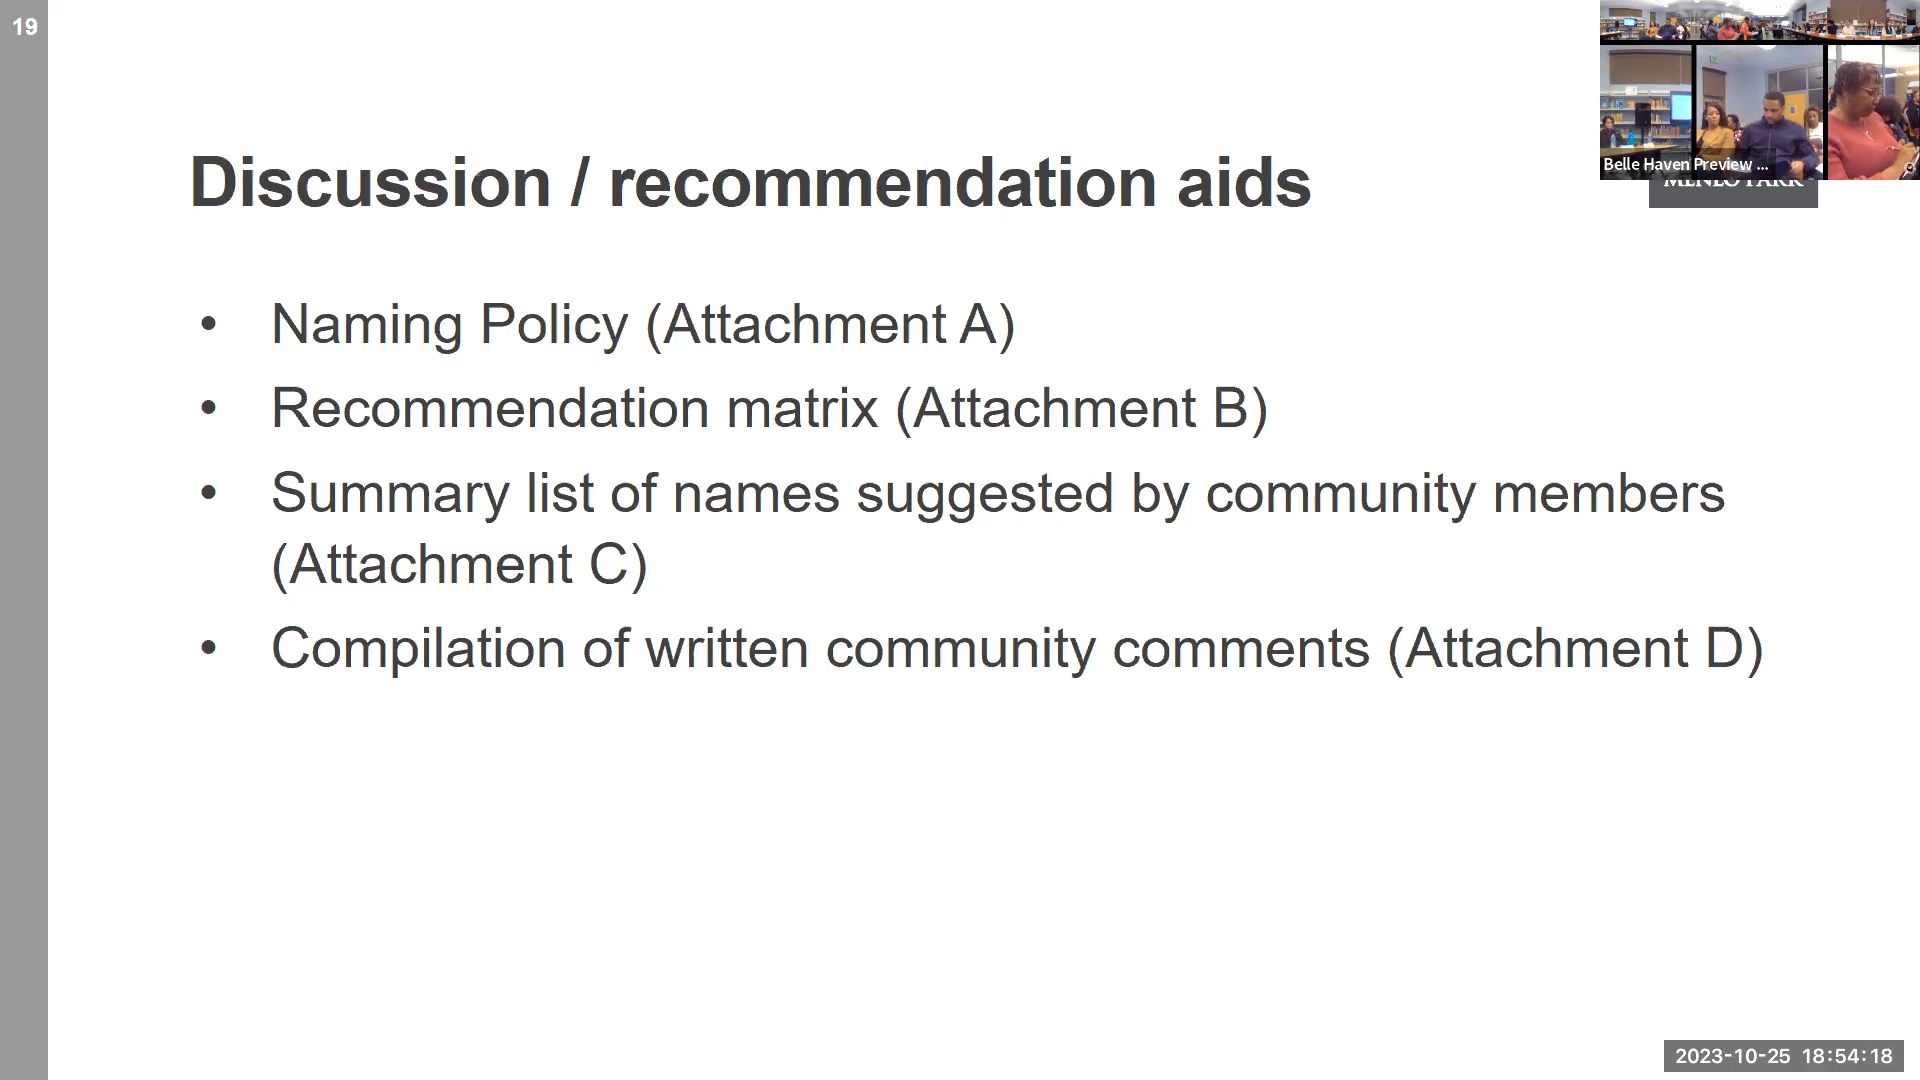 19
Belle Haven Preview ...
MENLO PARK
Discussion / recommendation aids
• Naming Policy (Attachment A)
• Recommendation matrix (Attachment B)
• Summary list of names suggested by community members
(Attachment C)
• Compilation of written community comments (Attachment D)
2023-10-25 18:54:18